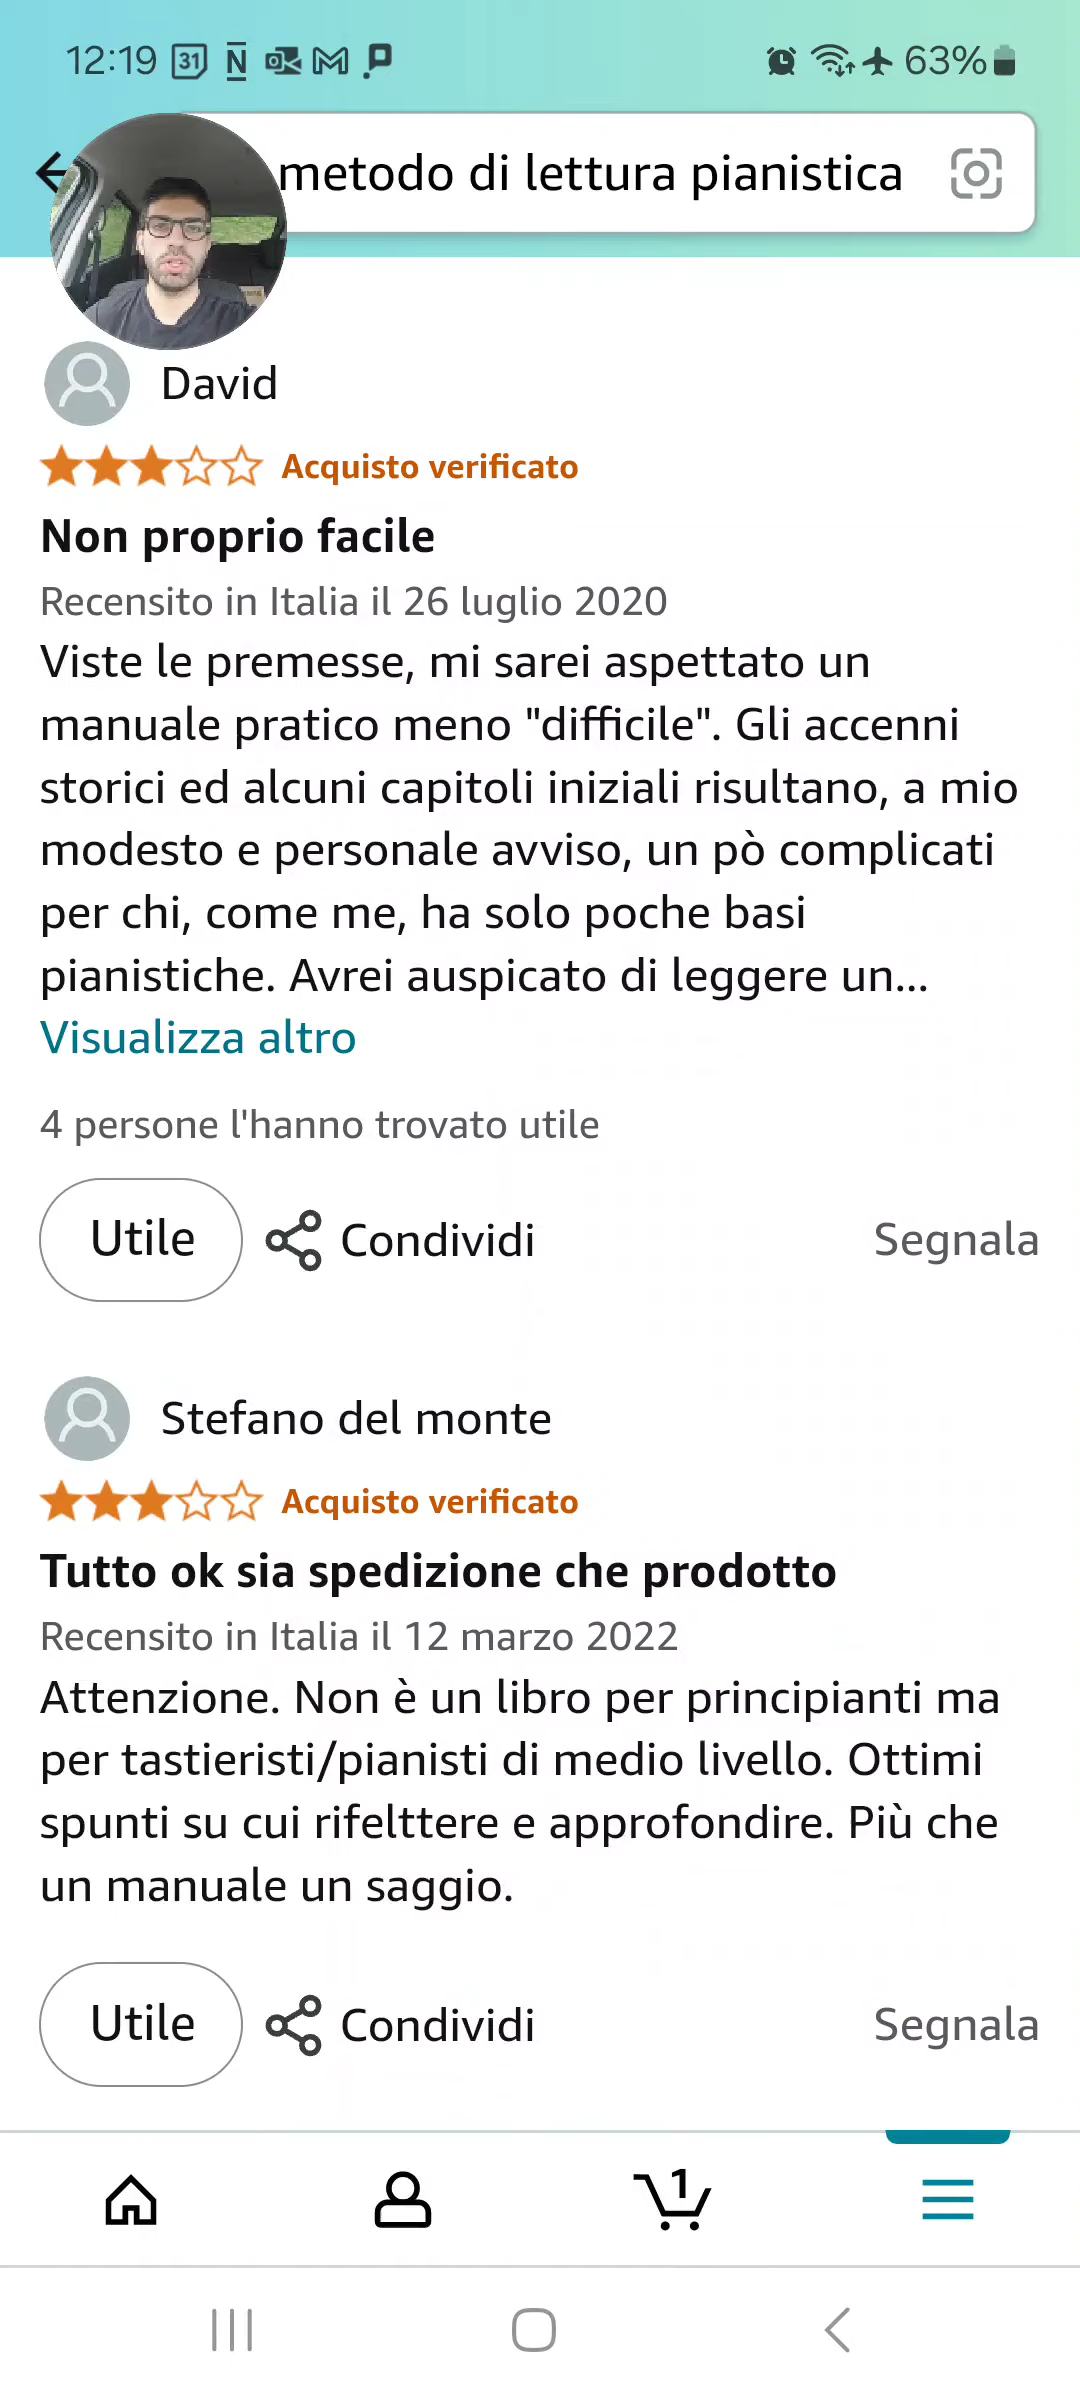 12:19 31 N 63%
metodo di lettura pianistica
David
Acquisto verificato
Non proprio facile
Recensito in Italia il 26 luglio 2020
Viste le premesse, mi sarei aspettato un
manuale pratico meno "difficile". Gli accenni
storici ed alcuni capitoli iniziali risultano, a mio
modesto e personale avviso, un pò complicati
per chi, come me, ha solo poche basi
pianistiche. Avrei auspicato di leggere un...
Visualizza altro
4 persone l'hanno trovato utile
Utile Condividi Segnala
Stefano del monte
Acquisto verificato
Tutto ok sia spedizione che prodotto
Recensito in Italia il 12 marzo 2022
Attenzione. Non è un libro per principianti ma
per tastieristi/pianisti di medio livello. Ottimi
spunti su cui rifelttere e approfondire. Più che
un manuale un saggio.
Utile Condividi Segnala
1